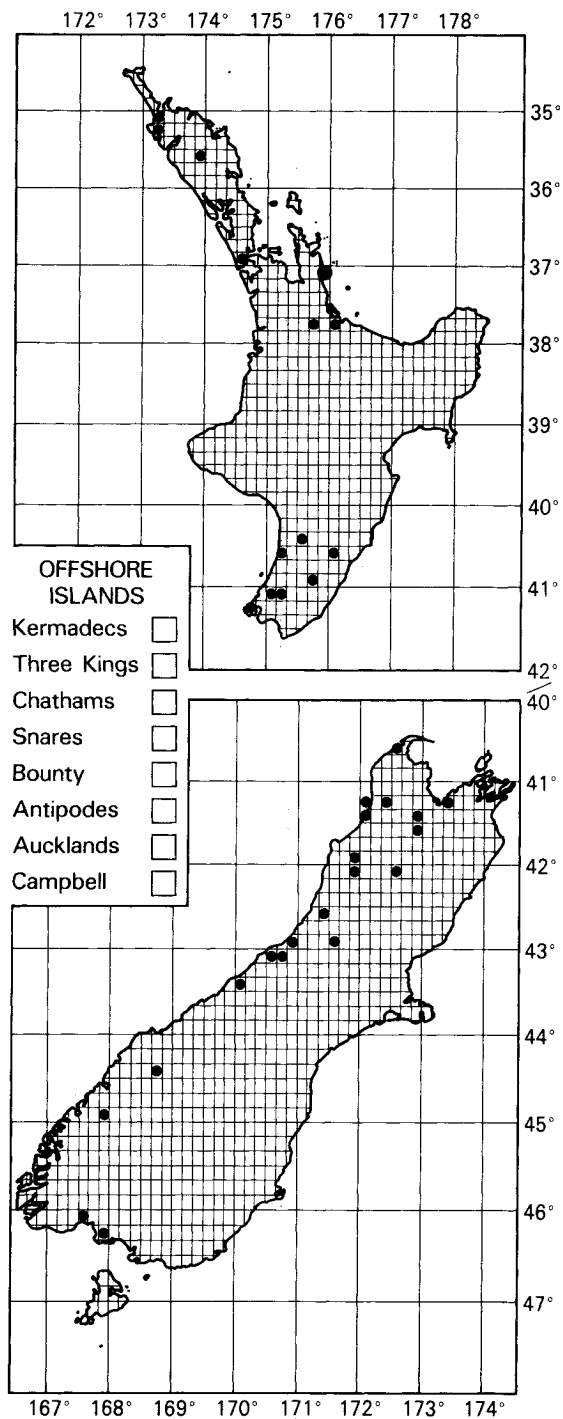 172° 173° 174° 175° 176° 177° 178°
35°
36°
37°
38°
39°
40°
41°
42°
OFFSHORE
ISLANDS
Kermadecs
Three Kings
Chathams
Snares
Bounty
Antipodes
Aucklands
Campbell
40°
41°
42°
43°
44°
45°
46°
47°
167° 168° 169° 170° 171° 172° 173° 174°